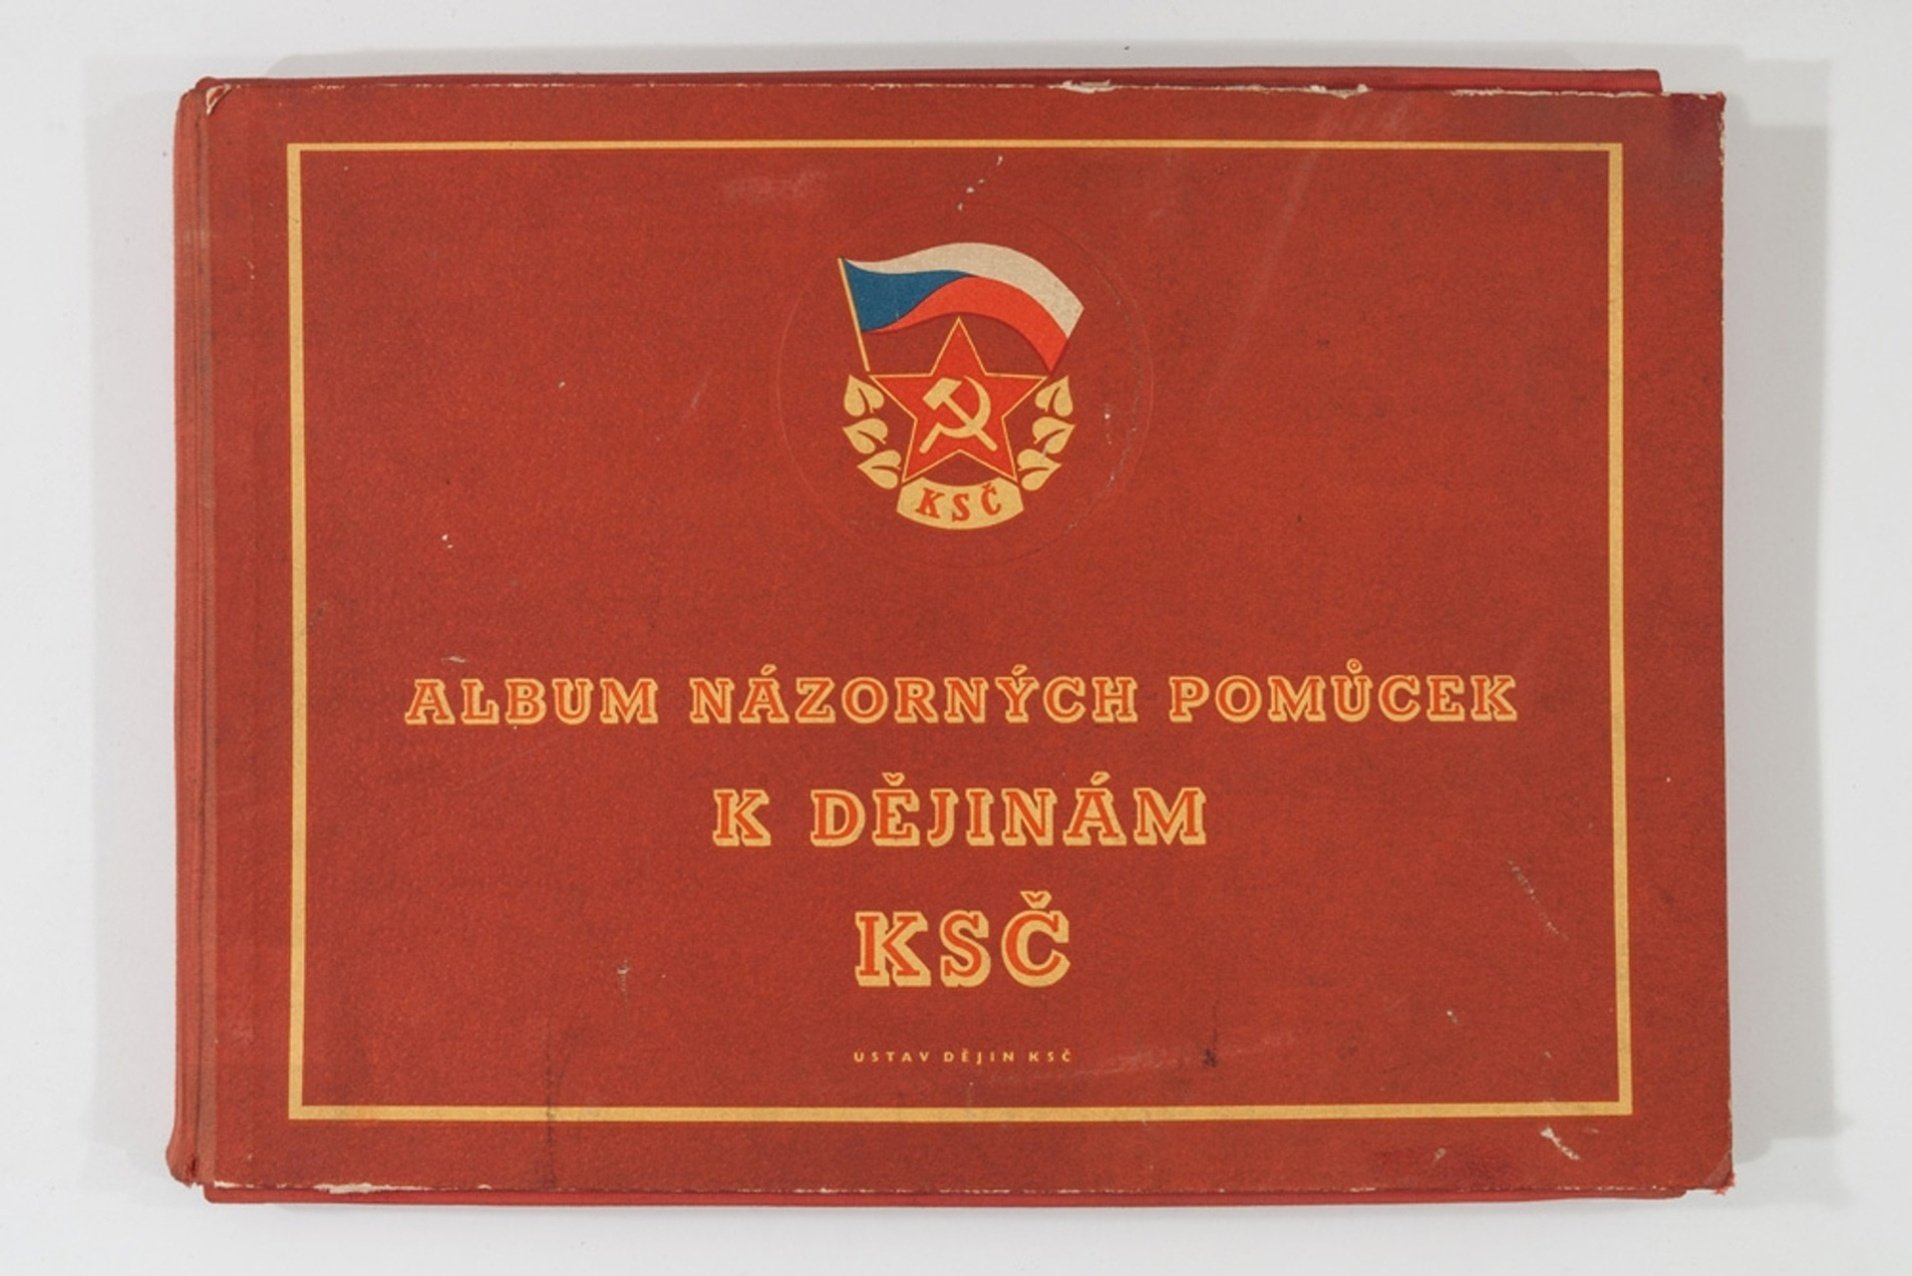 KSČ
ALBUM NÁZORNÝCH POMŮCEK
K DĚJINÁM
KSČ
USTAV DĚJIN KSČ